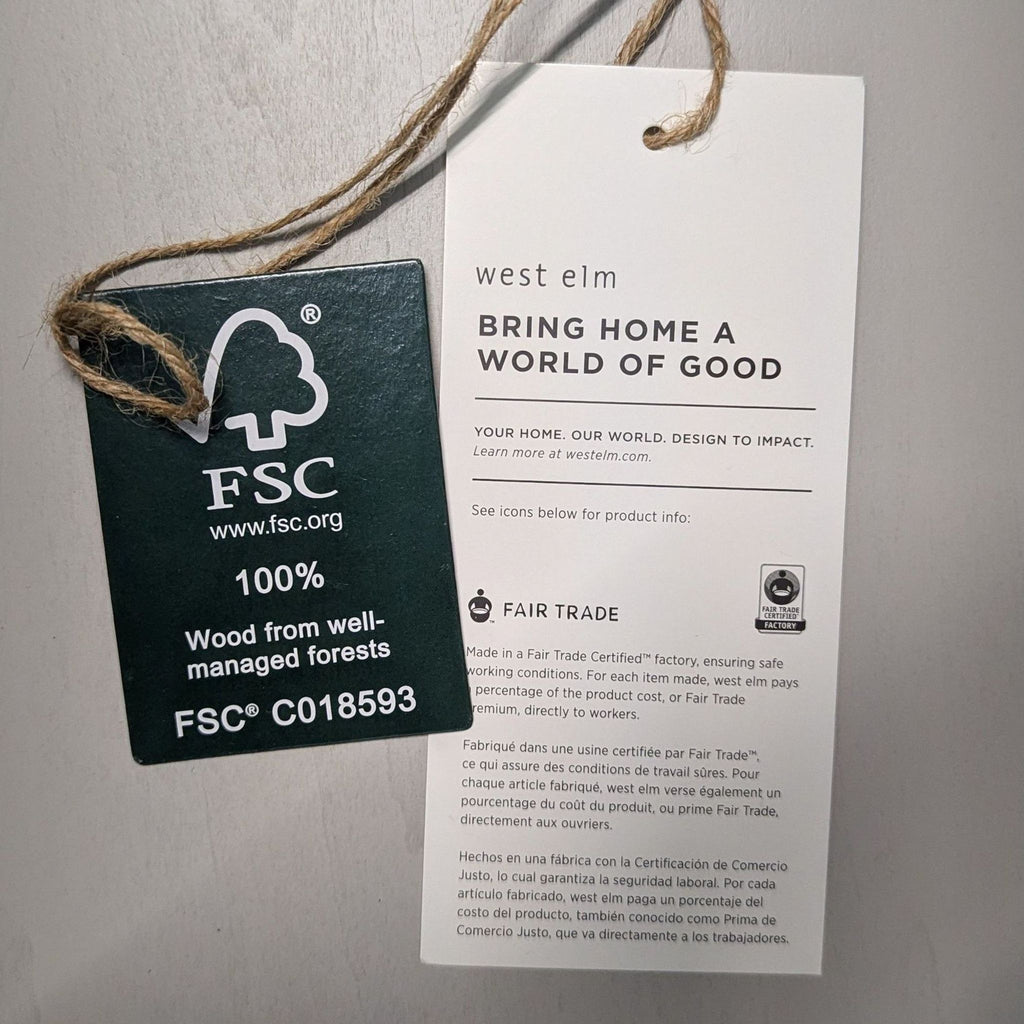 ®
FSC
www.fsc.org
100%
Wood from well-
managed forests
FSC® C018593
west elm
BRING HOME A
WORLD OF GOOD
YOUR HOME. OUR WORLD. DESIGN TO IMPACT.
Learn more at westelm.com.
See icons below for product info:
FAIR TRADE
FAIR TRADE
CERTIFIED
FACTORY
Made in a Fair Trade Certified™ factory, ensuring safe
working conditions. For each item made, west elm pays
percentage of the product cost, or Fair Trade
remium, directly to workers.
Fabriqué dans une usine certifiée par Fair Trade™,
ce qui assure des conditions de travail sûres. Pour
chaque article fabriqué, west elm verse également un
pourcentage du coût du produit, ou prime Fair Trade,
directement aux ouvriers.
Hechos en una fábrica con la Certificación de Comercio
Justo, lo cual garantiza la seguridad laboral. Por cada
artículo fabricado, west elm paga un porcentaje del
costo del producto, también conocido como Prima de
Comercio Justo, que va directamente a los trabajadores.